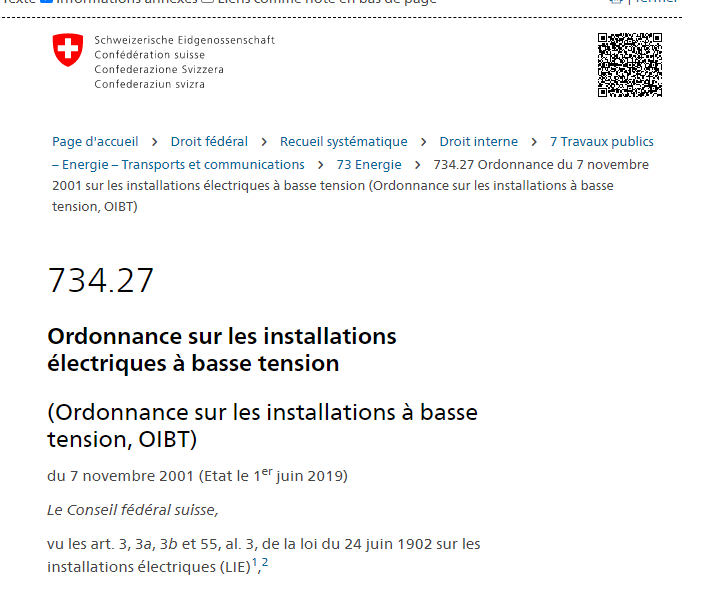 Texte Informations annexes Liens comme note en bas de page | fermer
Schweizerische Eidgenossenschaft
Confédération suisse
Confederazione Svizzera
Confederaziun svizra
Page d'accueil > Droit fédéral > Recueil systématique > Droit interne > 7 Travaux publics
– Energie – Transports et communications > 73 Energie > 734.27 Ordonnance du 7 novembre
2001 sur les installations électriques à basse tension (Ordonnance sur les installations à basse
tension, OIBT)
734.27
Ordonnance sur les installations
électriques à basse tension
(Ordonnance sur les installations à basse
tension, OIBT)
du 7 novembre 2001 (Etat le 1er juin 2019)
Le Conseil fédéral suisse,
vu les art. 3, 3a, 3b et 55, al. 3, de la loi du 24 juin 1902 sur les
installations électriques (LIE)1,2